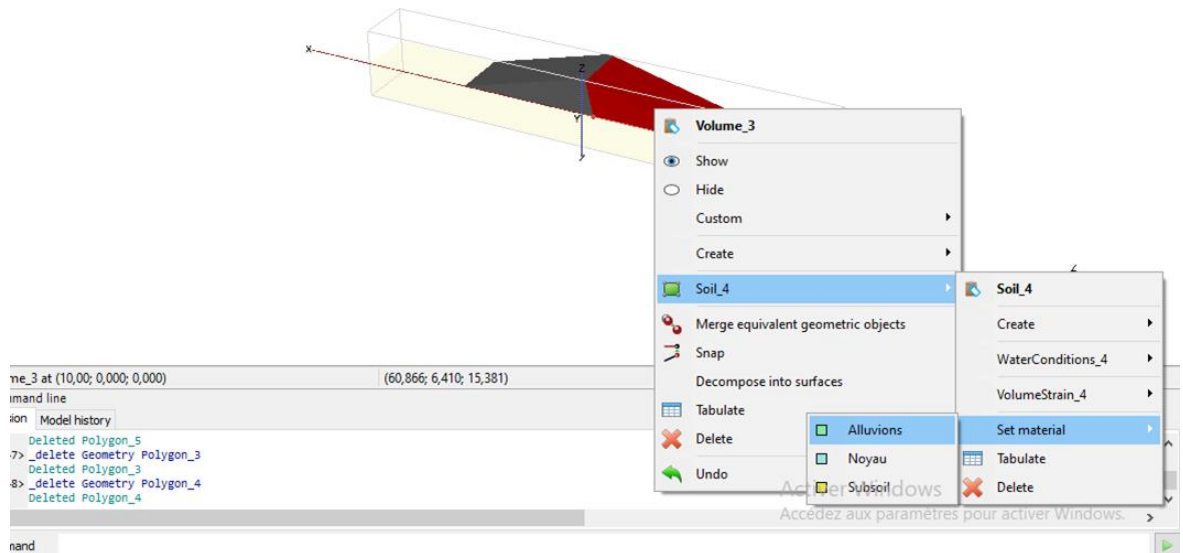 X
Z
Y
Volume_3
Show
Hide
Custom
Create
Soil_4
Soil_4
Merge equivalent geometric objects
Create
Snap
WaterConditions_4
Decompose into surfaces
VolumeStrain_4
Tabulate
Alluvions
Set material
Delete
Noyau
Tabulate
Undo
Subsoil
Delete
me_3 at (10,00; 0,000; 0,000)
(60,866; 6,410; 15,381)
mmand line
sion
Model history
Deleted Polygon_5
7> _delete Geometry Polygon_3
Deleted Polygon_3
8> _delete Geometry Polygon_4
Deleted Polygon_4
Activer Windows
Accédez aux paramètres pour activer Windows.
mand